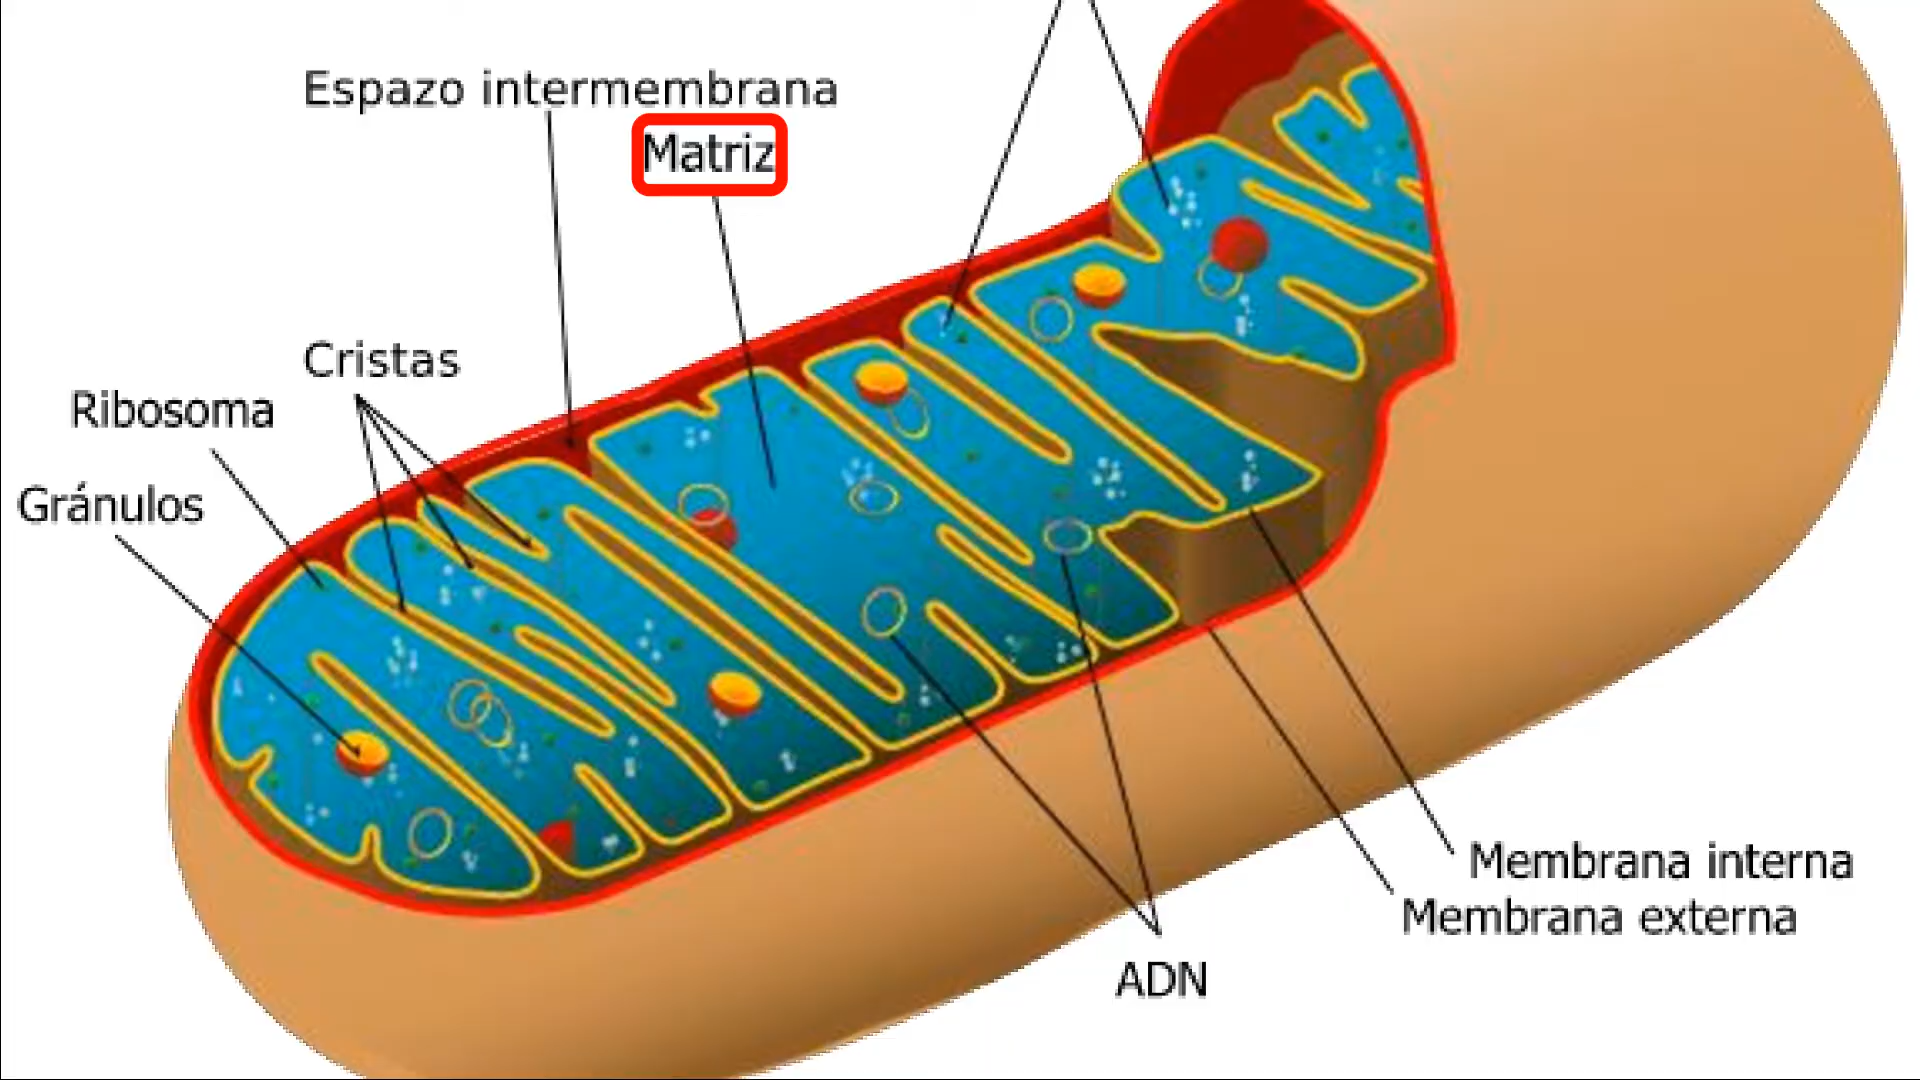 Espazo intermembrana
Matriz
Cristas
Ribosoma
Gránulos
Membrana interna
Membrana externa
ADN